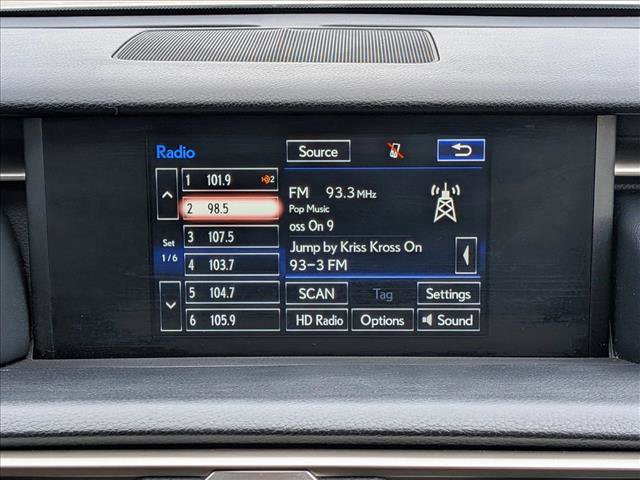 Radio
Source
1 101.9 2
2 98.5
3 107.5
4 103.7
5 104.7
6 105.9
Set
1/6
FM 93.3 MHz
Pop Music
oss On 9
Jump by Kriss Kross On
93-3 FM
SCAN Tag Settings
HD Radio Options Sound